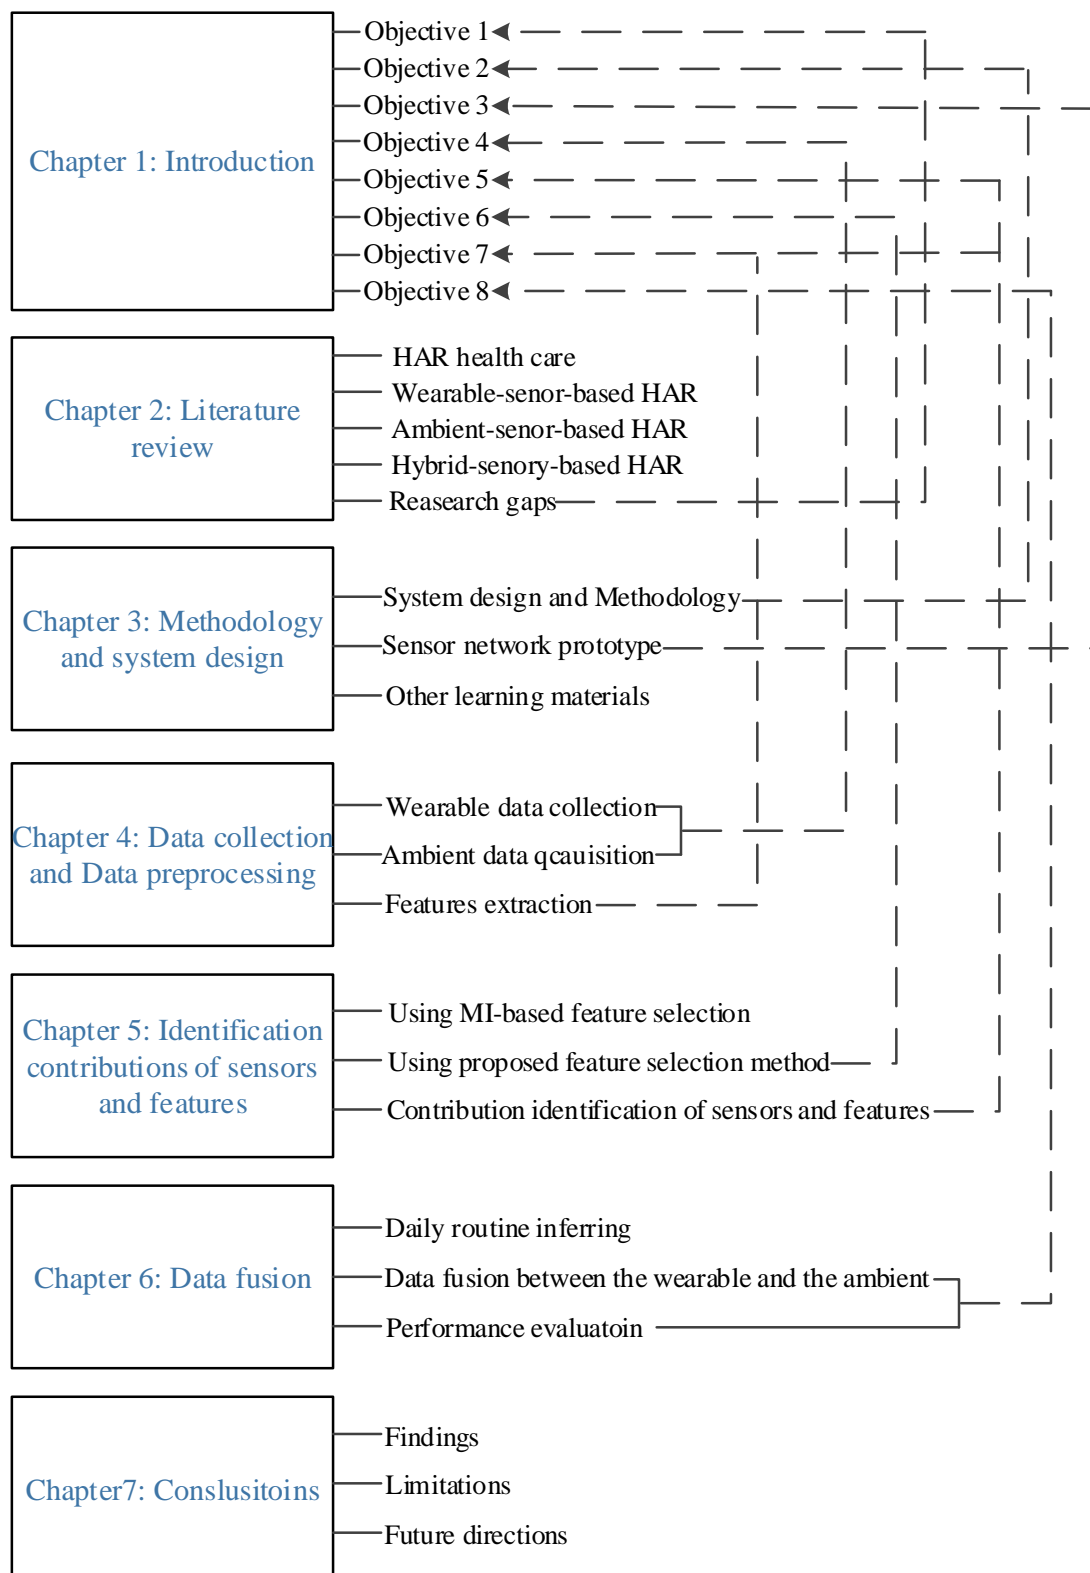 Chapter 1: Introduction
Objective 1
Objective 2
Objective 3
Objective 4
Objective 5
Objective 6
Objective 7
Objective 8
Chapter 2: Literature
review
HAR health care
Wearable-senor-based HAR
Ambient-senor-based HAR
Hybrid-senory-based HAR
Reasearch gaps
Chapter 3: Methodology
and system design
System design and Methodology
Sensor network prototype
Other learning materials
Chapter 4: Data collection
and Data preprocessing
Wearable data collection
Ambient data qcauisition
Features extraction
Chapter 5: Identification
contributions of sensors
and features
Using MI-based feature selection
Using proposed feature selection method
Contribution identification of sensors and features
Chapter 6: Data fusion
Daily routine inferring
Data fusion between the wearable and the ambient
Performance evaluatoin
Chapter7: Conslusitoins
Findings
Limitations
Future directions